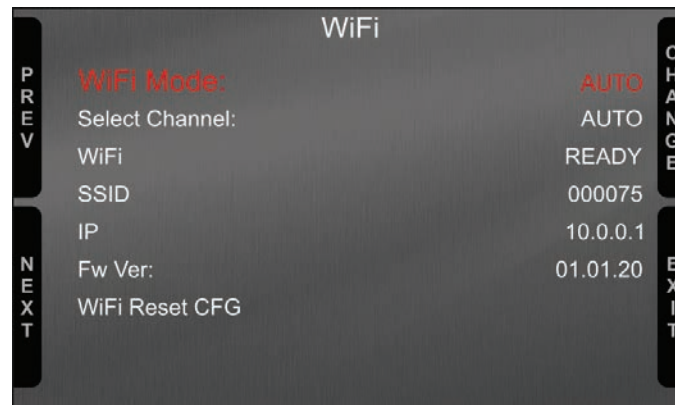 WiFi
PREV
CHANGE
WiFi Mode: AUTO
Select Channel: AUTO
WiFi READY
SSID 000075
IP 10.0.0.1
Fw Ver: 01.01.20
WiFi Reset CFG
NEXT
EXIT